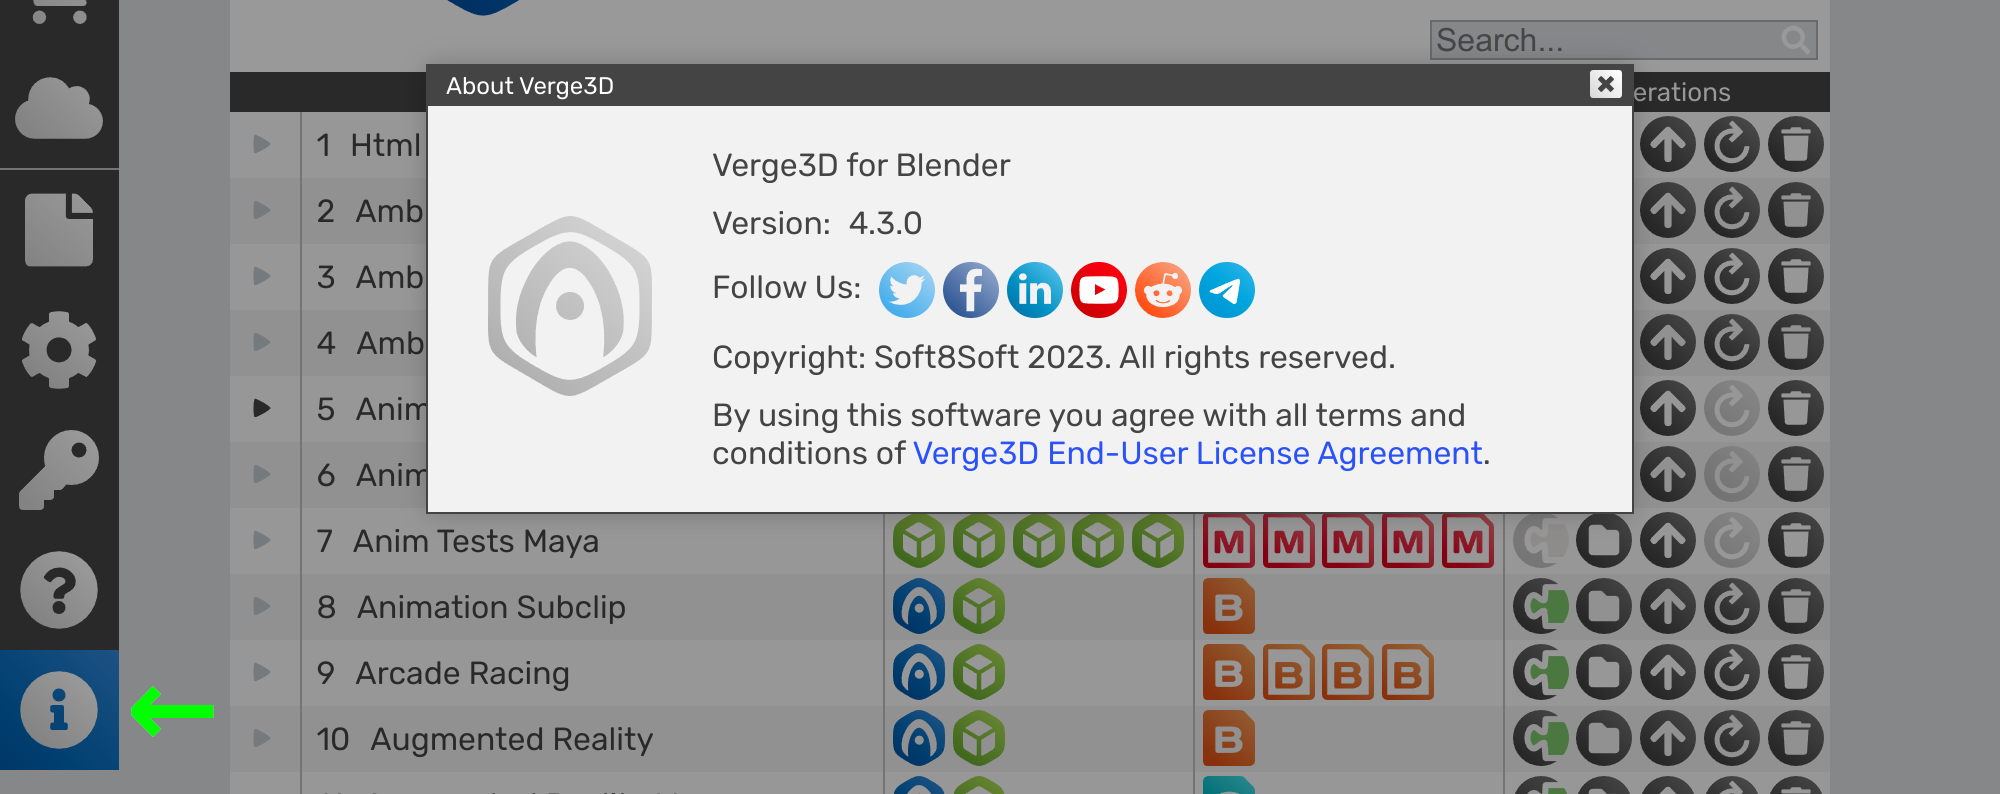 Search...
About Verge3D
erations
Verge3D for Blender
Version: 4.3.0
Follow Us:
Copyright: Soft8Soft 2023. All rights reserved.
By using this software you agree with all terms and
conditions of Verge3D End-User License Agreement.
1 Html
2 Amb
3 Amb
4 Amb
5 Anim
6 Anim
7 Anim Tests Maya M M M M M
8 Animation Subclip B
9 Arcade Racing B B B B
10 Augmented Reality B